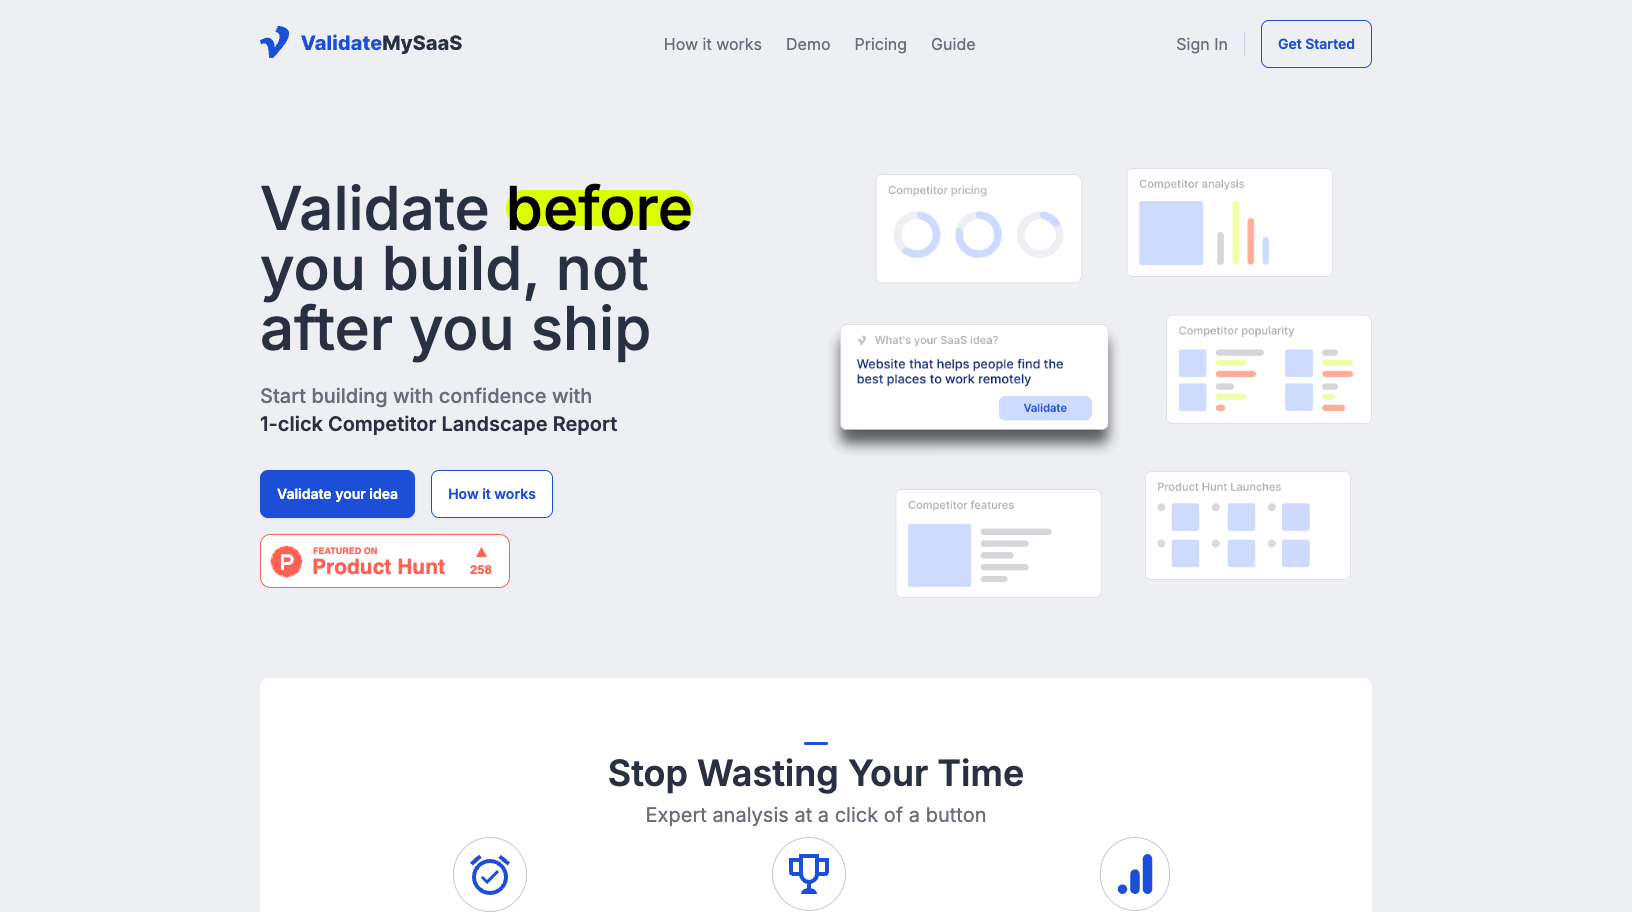 ValidateMySaaS
How it works
Demo
Pricing
Guide
Sign In
Get Started
Validate before
you build, not
after you ship
Start building with confidence with
1-click Competitor Landscape Report
Validate your idea
How it works
FEATURED ON
Product Hunt
258
Competitor pricing
Competitor analysis
What's your SaaS idea?
Website that helps people find the
best places to work remotely
Validate
Competitor popularity
Competitor features
Product Hunt Launches
Stop Wasting Your Time
Expert analysis at a click of a button